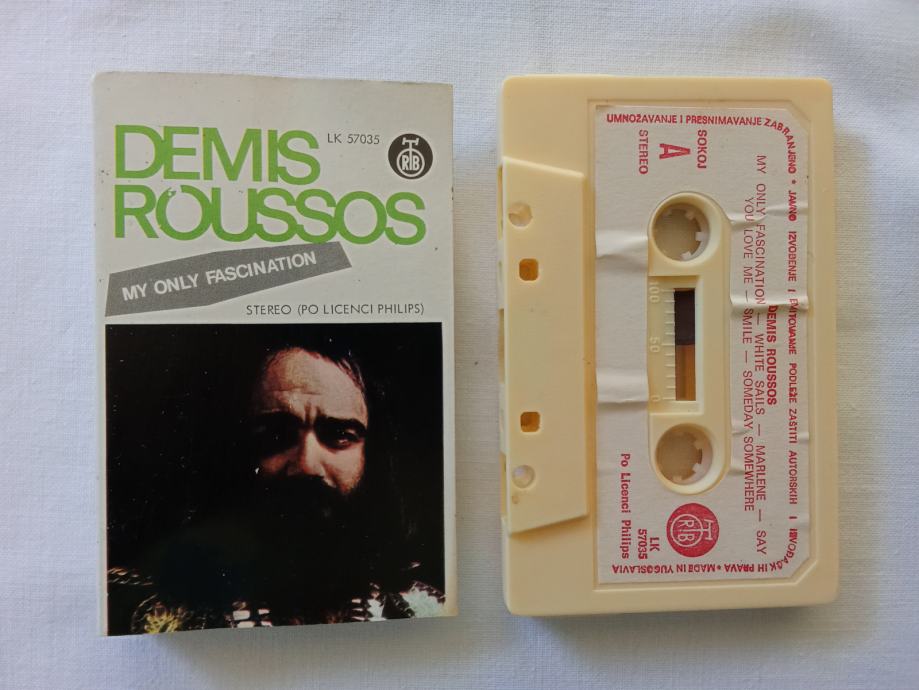 DEMIS
ROUSSOS
LK 57035
RTB
MY ONLY FASCINATION
STEREO (PO LICENCI PHILIPS)
UMNOŽAVANJE I PRESNIMAVANJE ZABRANJENO * JAVNO IZVOĐENJE I EMITOVANJE PODLEŽE ZAŠTITI AUTORSKIH I IZVOĐAČKIH PRAVA • MADE IN YUGOSLAVIA
SOKOJ
A
STEREO
DEMIS ROUSSOS
MY ONLY FASCINATION — WHITE SAILS — MARLENE — SAY
YOU LOVE ME — SMILE — SOMEDAY SOMEWHERE
100 50 0
RTB
LK
57035
Po Licenci Philips